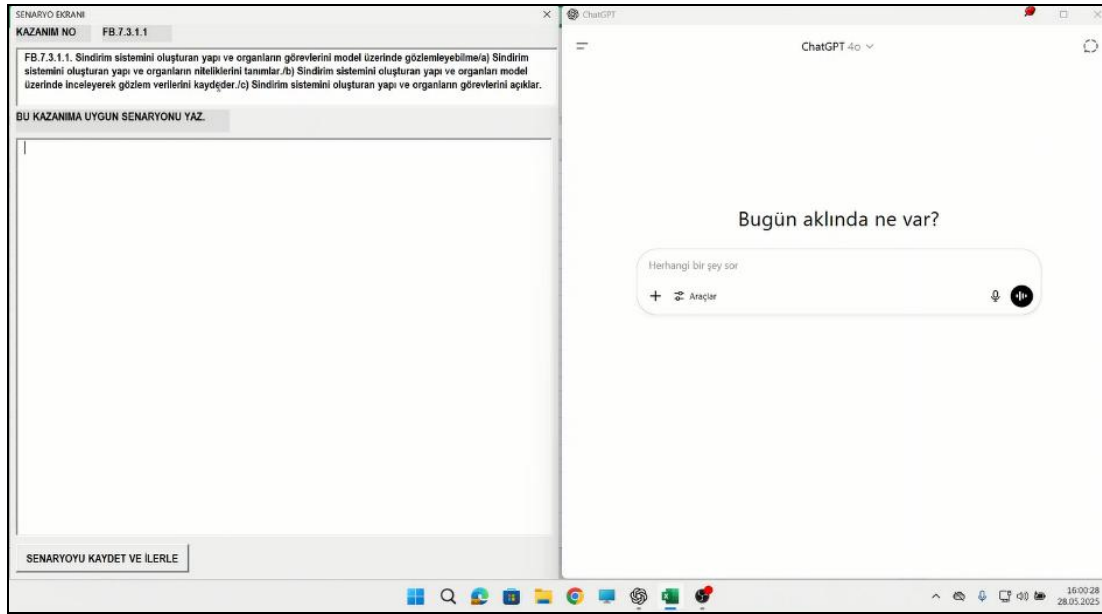 SENARYO EKRANI
KAZANIM NO FB.7.3.1.1
FB.7.3.1.1. Sindirim sistemini oluşturan yapı ve organların görevlerini model üzerinde gözlemleyebilme/a) Sindirim
sistemini oluşturan yapı ve organların niteliklerini tanımlar./b) Sindirim sistemini oluşturan yapı ve organları model
üzerinde inceleyerek gözlem verilerini kaydeder./c) Sindirim sistemini oluşturan yapı ve organların görevlerini açıklar.
BU KAZANIMA UYGUN SENARYONU YAZ.
SENARYOYU KAYDET VE İLERLE
ChatGPT
ChatGPT 4o
Bugün aklında ne var?
Herhangi bir şey sor
Araçlar
16:00:28
28.05.2025